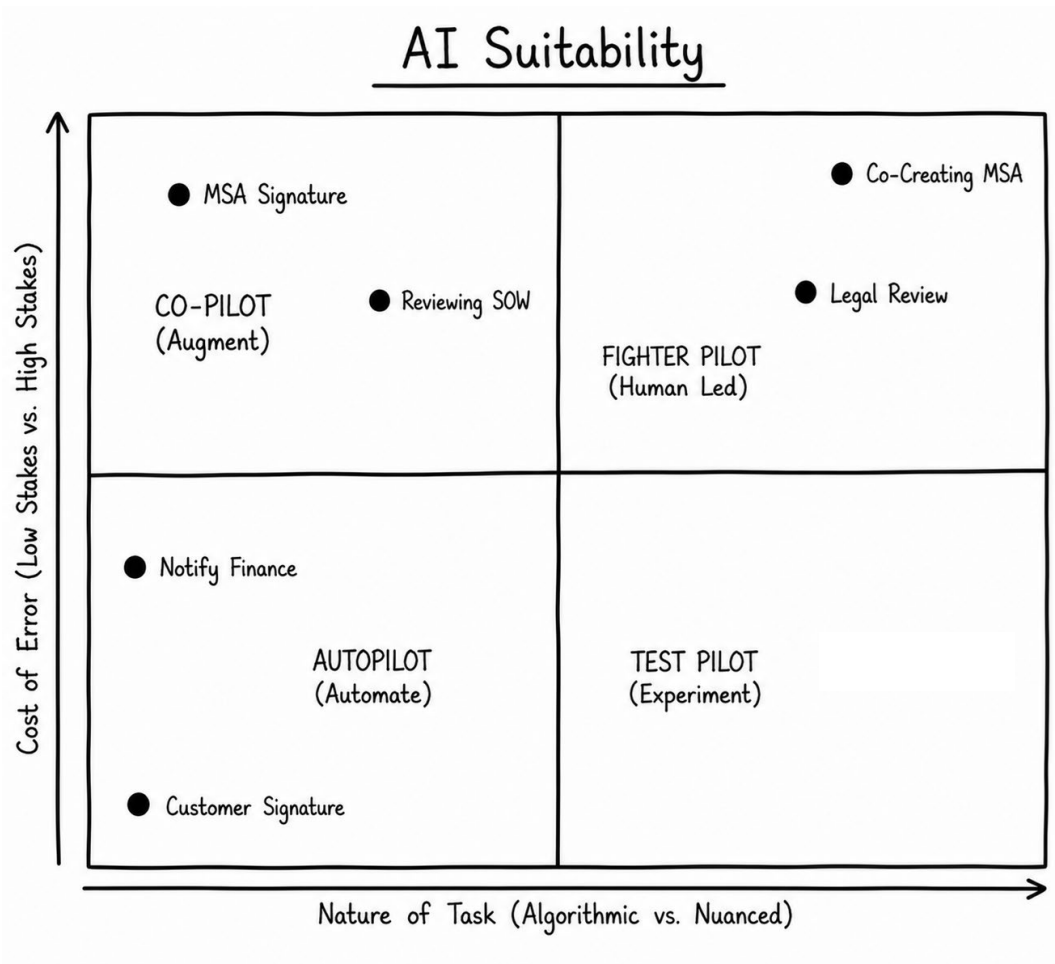 AI Suitability
MSA Signature
Co-Creating MSA
CO-PILOT
(Augment)
Reviewing SOW
Legal Review
FIGHTER PILOT
(Human Led)
Cost of Error (Low Stakes vs. High Stakes)
Notify Finance
AUTOPILOT
(Automate)
TEST PILOT
(Experiment)
Customer Signature
Nature of Task (Algorithmic vs. Nuanced)